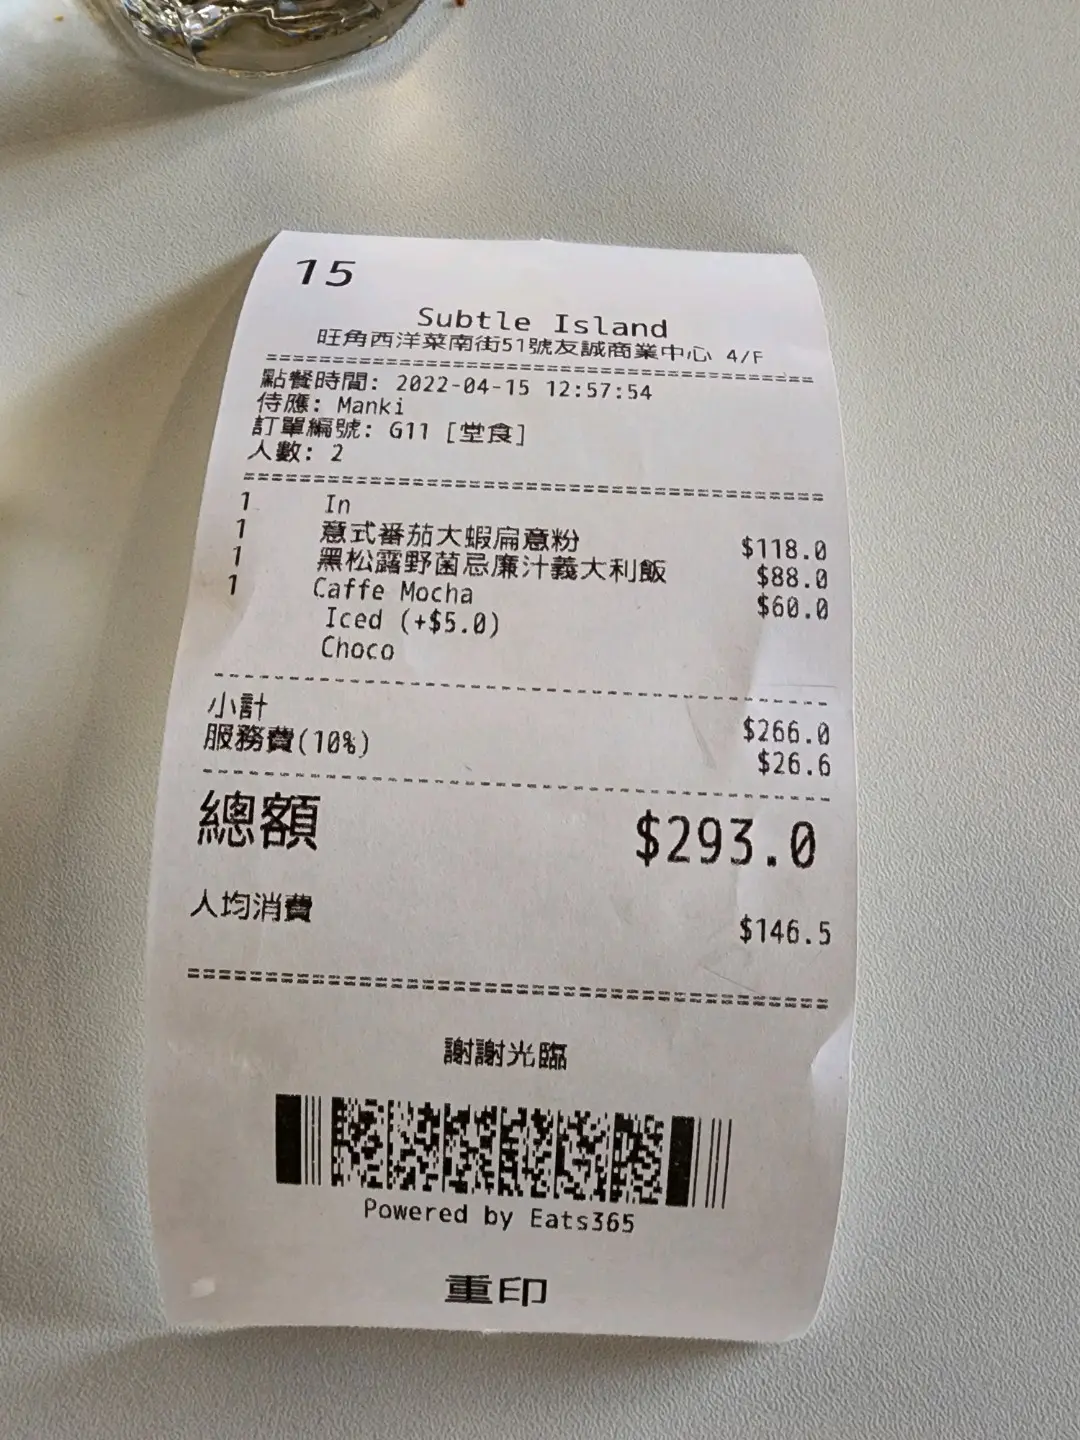 15
Subtle Island
旺角西洋菜南街51號友誠商業中心 4/F
點餐時間: 2022-04-15 12:57:54
侍應: Manki
訂單編號: G11 [堂食]
人數: 2
1 In
1 意式番茄大蝦扁意粉 $118.0
1 黑松露野菌忌廉汁義大利飯 $88.0
1 Caffe Mocha $60.0
Iced (+$5.0)
Choco
小計 $266.0
服務費(10%) $26.6
總額 $293.0
人均消費 $146.5
謝謝光臨
Powered by Eats365
重印